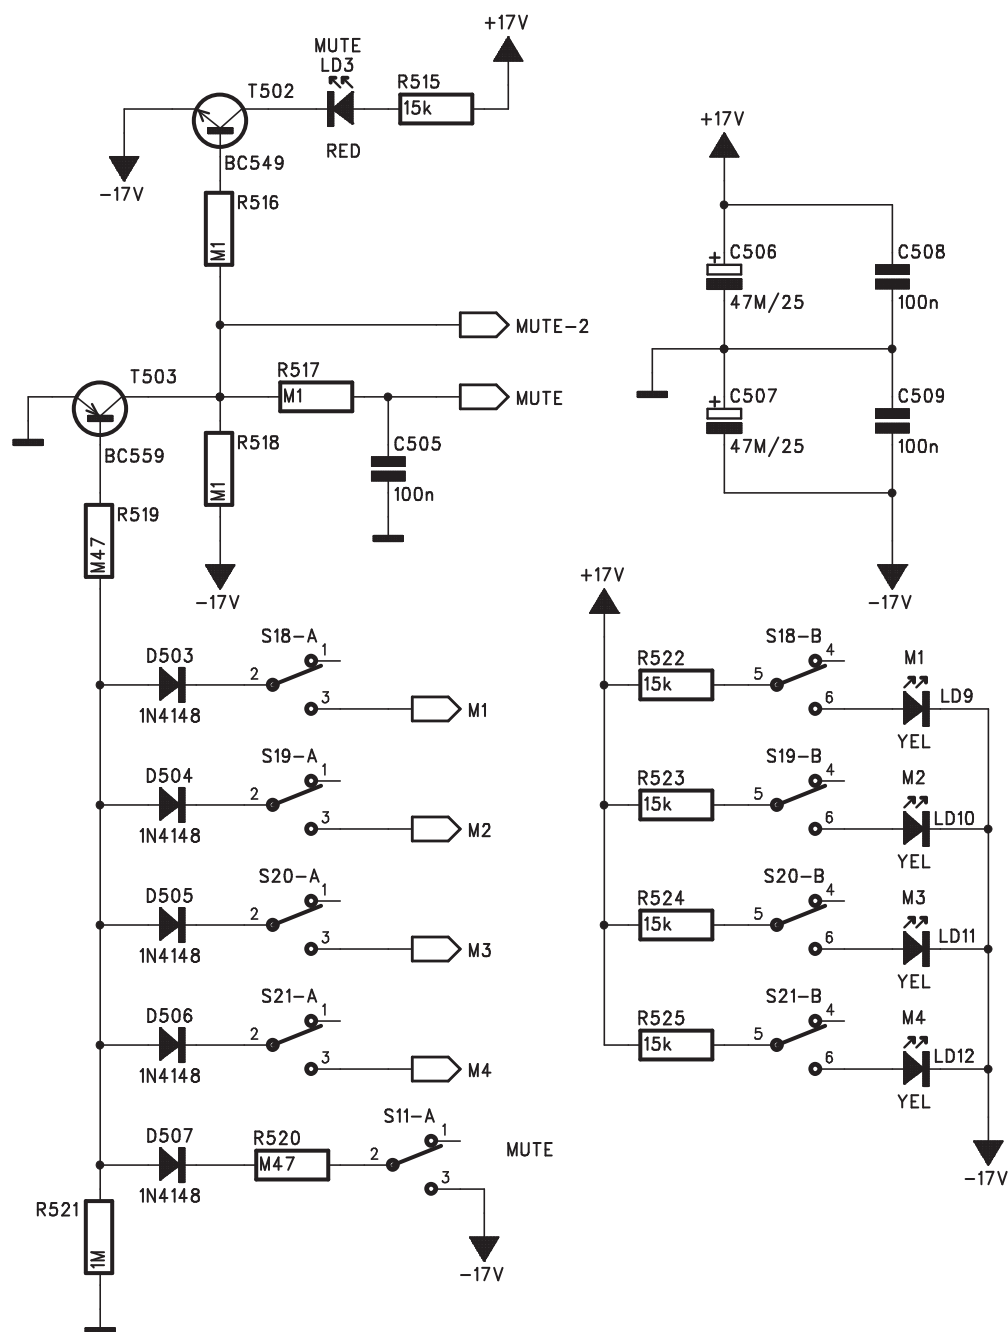 +17V
MUTE
LD3
R515
15k
T502
RED
BC549
-17V
R516
M1
MUTE-2
+17V
C506
+
47M/25
C508
100n
T503
R517
M1
MUTE
BC559
R518
M1
C505
100n
C507
+
47M/25
C509
100n
R519
M47
-17V
-17V
+17V
D503
1N4148
S18-A
1
2
3
M1
D504
1N4148
S19-A
1
2
3
M2
D505
1N4148
S20-A
1
2
3
M3
D506
1N4148
S21-A
1
2
3
M4
D507
1N4148
R520
M47
S11-A
1
2
3
MUTE
-17V
R521
1M
R522
15k
S18-B
4
5
6
M1
LD9
YEL
R523
15k
S19-B
4
5
6
M2
LD10
YEL
R524
15k
S20-B
4
5
6
M3
LD11
YEL
R525
15k
S21-B
4
5
6
M4
LD12
YEL
-17V